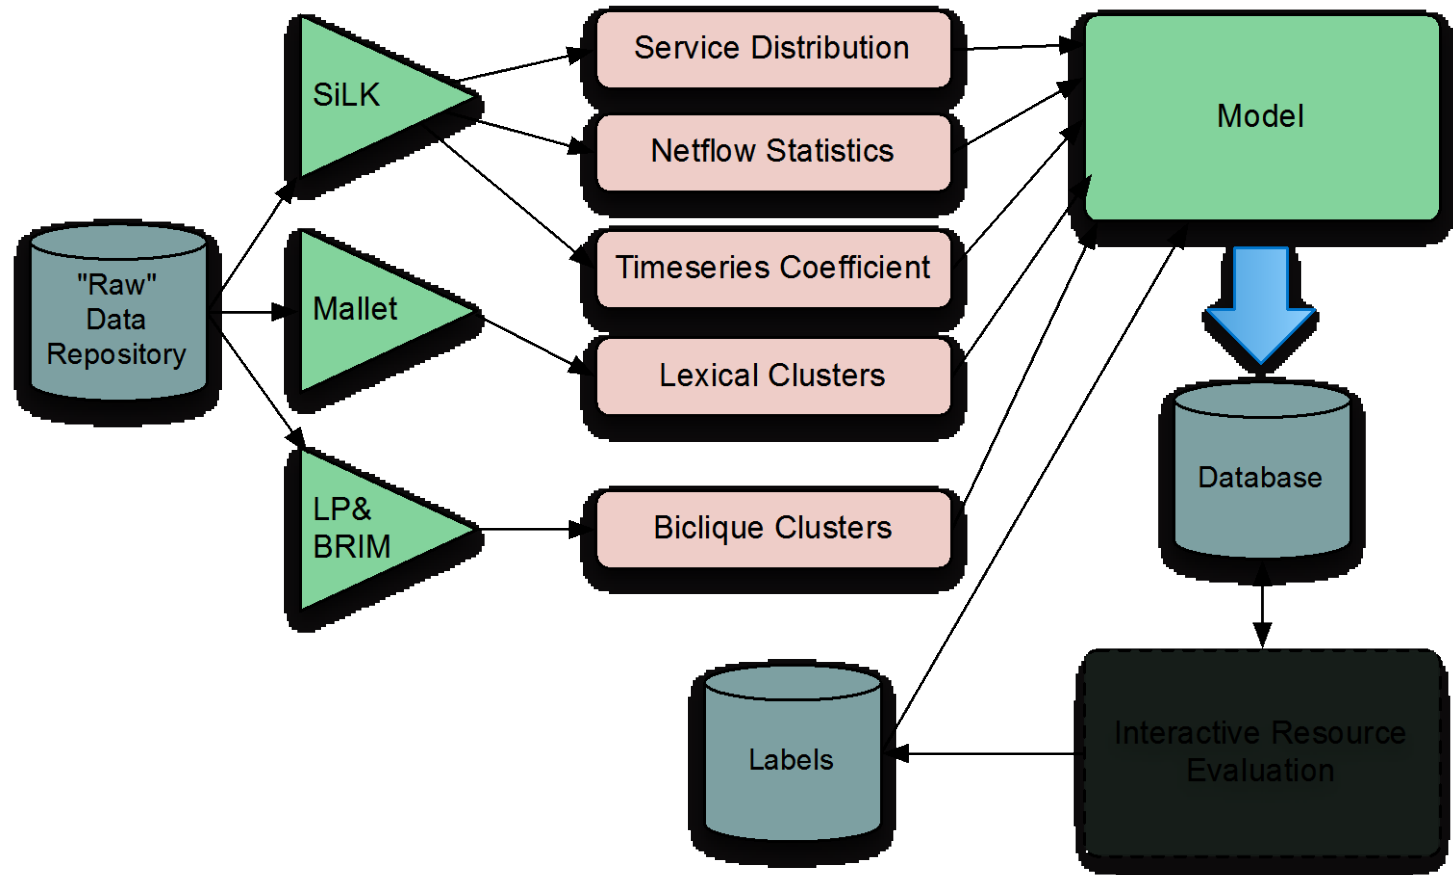 SiLK
Service Distribution
Model
Netflow Statistics
"Raw"
Data
Repository
Mallet
Timeseries Coefficient
Lexical Clusters
LP&
BRIM
Biclique Clusters
Database
Labels
Interactive Resource
Evaluation